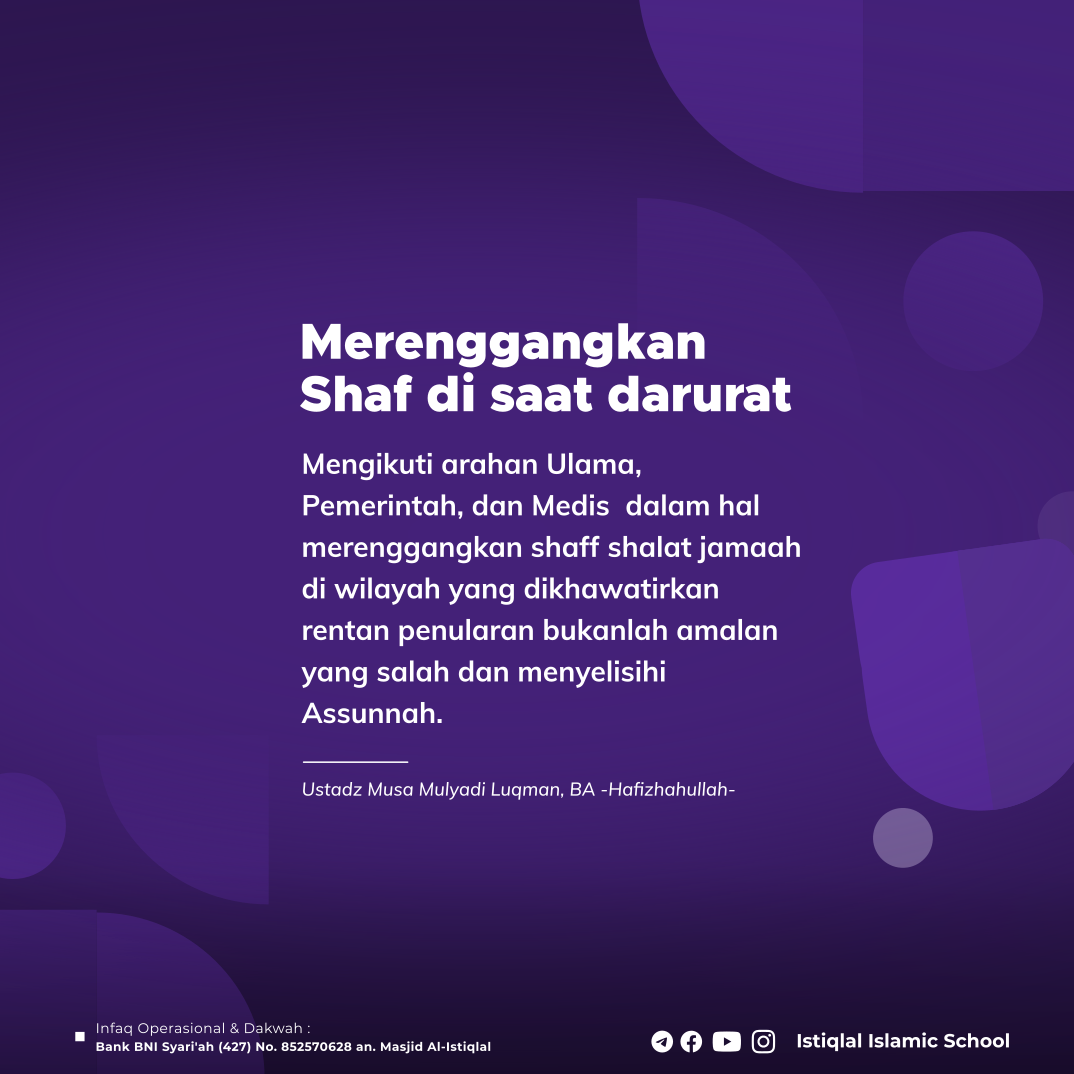 Merenggangkan
Shaf di saat darurat
Mengikuti arahan Ulama,
Pemerintah, dan Medis  dalam hal
merenggangkan shaff shalat jamaah
di wilayah yang dikhawatirkan
rentan penularan bukanlah amalan
yang salah dan menyelisihi
Assunnah.
Ustadz Musa Mulyadi Luqman, BA -Hafizhahullah-
Infaq Operasional & Dakwah :
Bank BNI Syari'ah (427) No. 852570628 an. Masjid Al-Istiqlal
Istiqlal Islamic School